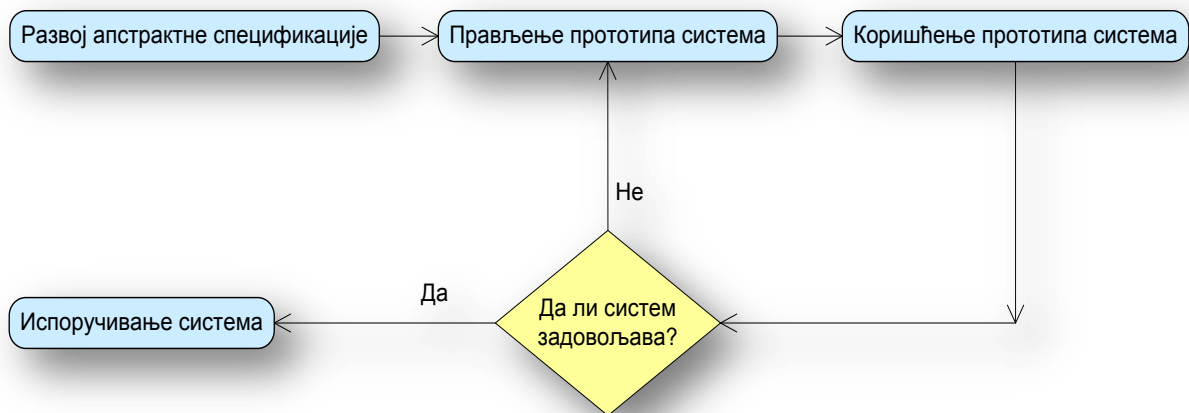 Развој апстрактне спецификације
Прављење прототипа система
Коришћење прототипа система
Не
Да
Да ли систем
задовољава?
Испоручивање система